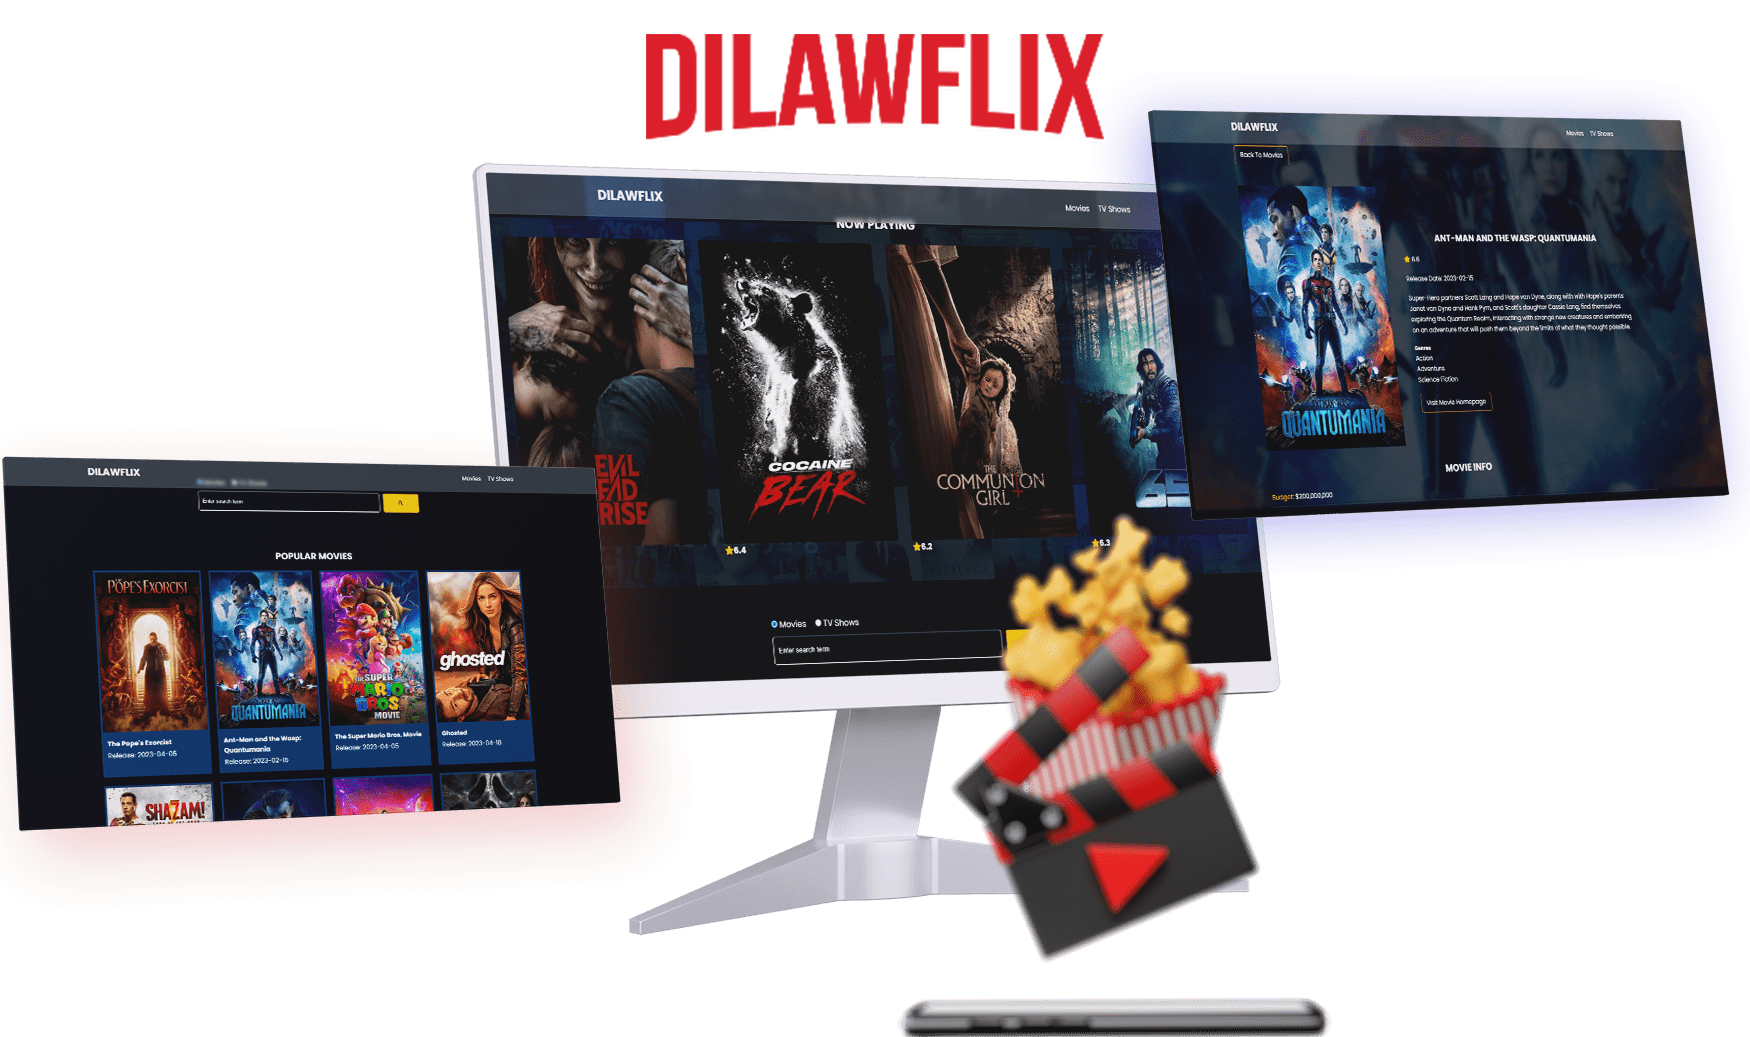 DILAWFLIX
DILAWFLIX
Movies TV Shows
NOW PLAYING
EVIL
DEAD
RISE
COCAINE
BEAR
THE
COMMUNION
GIRL
65
6.4
6.2
6.3
Movies TV Shows
Enter search term
DILAWFLIX
Movies TV Shows
Back To Movies
QUANTUMANIA
ANT-MAN AND THE WASP: QUANTUMANIA
6.6
Release Date: 2023-02-15
Super-Hero partners Scott Lang and Hope van Dyne, along with with Hope's parents
Janet van Dyne and Hank Pym, and Scott's daughter Cassie Lang, find themselves
exploring the Quantum Realm, interacting with strange new creatures and embarking
on an adventure that will push them beyond the limits of what they thought possible.
Genres
Action
Adventure
Science Fiction
Visit Movie Homepage
MOVIE INFO
Budget: $200,000,000
DILAWFLIX
Movies TV Shows
Movies TV Shows
Enter search term
POPULAR MOVIES
POPE'S EXORCIST
QUANTUMANIA
THE SUPER
MARIO
BROS.
MOVIE
ghosted
The Pope's Exorcist
Release: 2023-04-05
Ant-Man and the Wasp:
Quantumania
Release: 2023-02-15
The Super Mario Bros. Movie
Release: 2023-04-05
Ghosted
Release: 2023-04-18
SHAZAM!